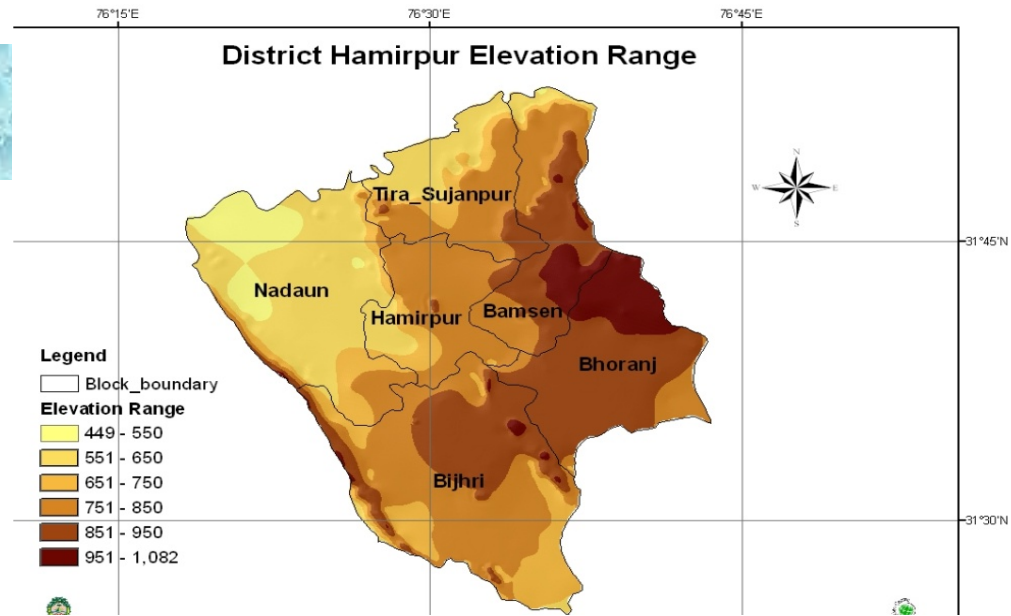 76°15'E
76°30'E
76°45'E
District Hamirpur Elevation Range
N
W
E
S
Tira_Sujanpur
31°45'N
Nadaun
Hamirpur
Bamsen
Bhoranj
Legend
Block_boundary
Elevation Range
449 - 550
551 - 650
651 - 750
751 - 850
851 - 950
951 - 1,082
Bijhri
31°30'N